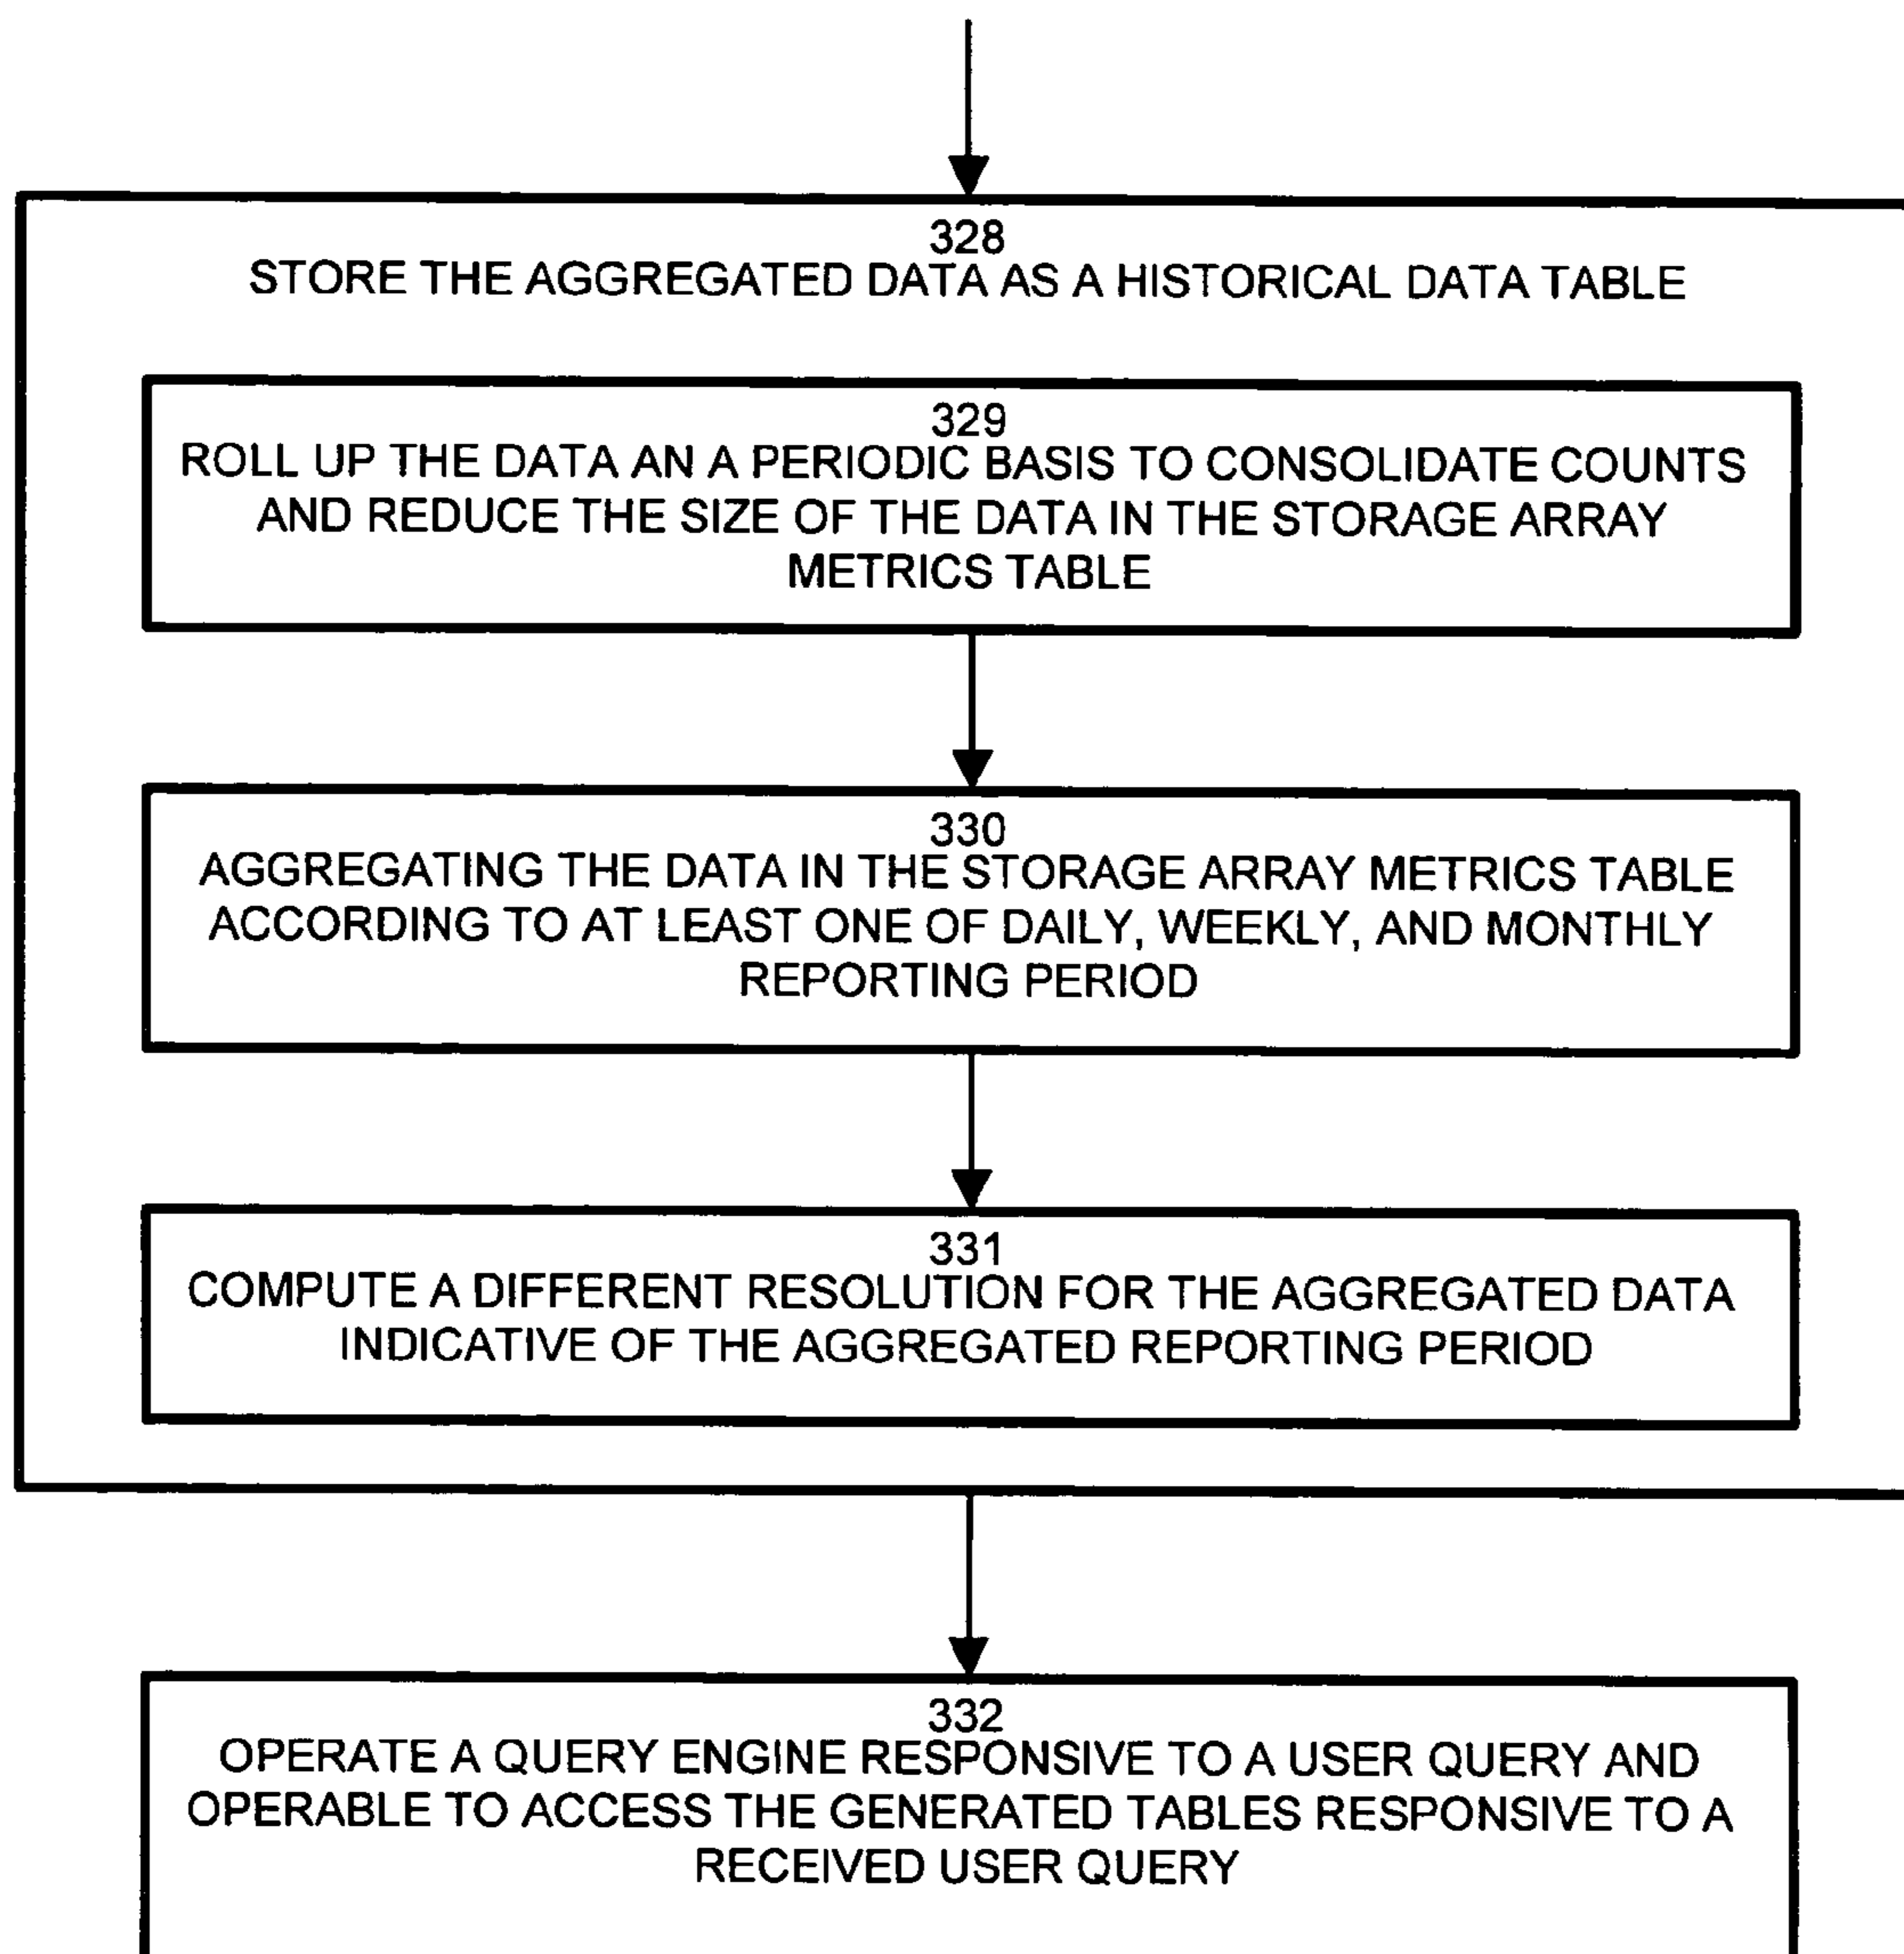 328
STORE THE AGGREGATED DATA AS A HISTORICAL DATA TABLE
329
ROLL UP THE DATA AN A PERIODIC BASIS TO CONSOLIDATE COUNTS
AND REDUCE THE SIZE OF THE DATA IN THE STORAGE ARRAY
METRICS TABLE
330
AGGREGATING THE DATA IN THE STORAGE ARRAY METRICS TABLE
ACCORDING TO AT LEAST ONE OF DAILY, WEEKLY, AND MONTHLY
REPORTING PERIOD
331
COMPUTE A DIFFERENT RESOLUTION FOR THE AGGREGATED DATA
INDICATIVE OF THE AGGREGATED REPORTING PERIOD
332
OPERATE A QUERY ENGINE RESPONSIVE TO A USER QUERY AND
OPERABLE TO ACCESS THE GENERATED TABLES RESPONSIVE TO A
RECEIVED USER QUERY